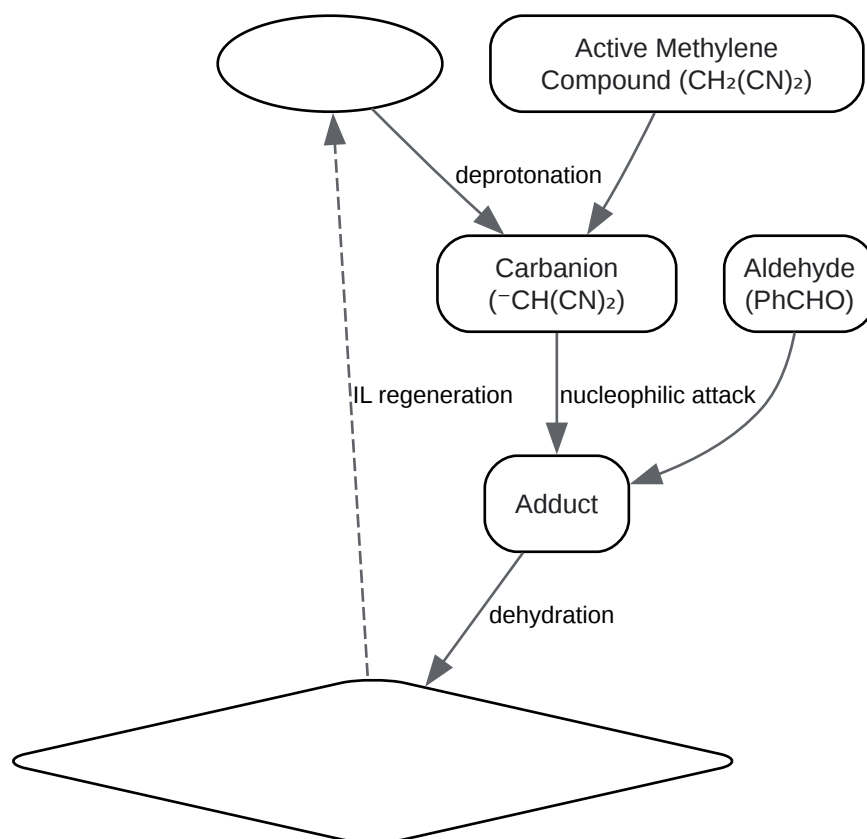 Active Methylene
Compound (CH₂(CN)₂)
deprotonation
Carbanion
(⁻CH(CN)₂)
Aldehyde
(PhCHO)
IL regeneration
nucleophilic attack
Adduct
dehydration